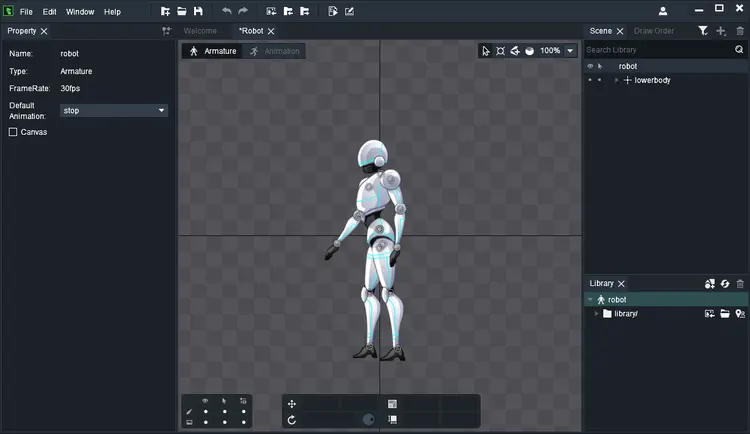 File Edit Window Help
Property
Welcome
*Robot
Scene
Draw Order
Name: robot
Armature
Animation
100%
Search Library
Type: Armature
robot
FrameRate: 30fps
lowerbody
Default
Animation: stop
Canvas
Library
robot
library/